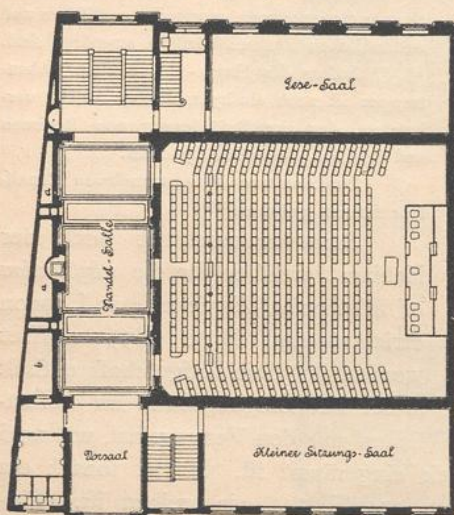 Lese-Saal
a
Wandel-Halle
a
b
Vorsaal
Kleiner Sitzungs-Saal